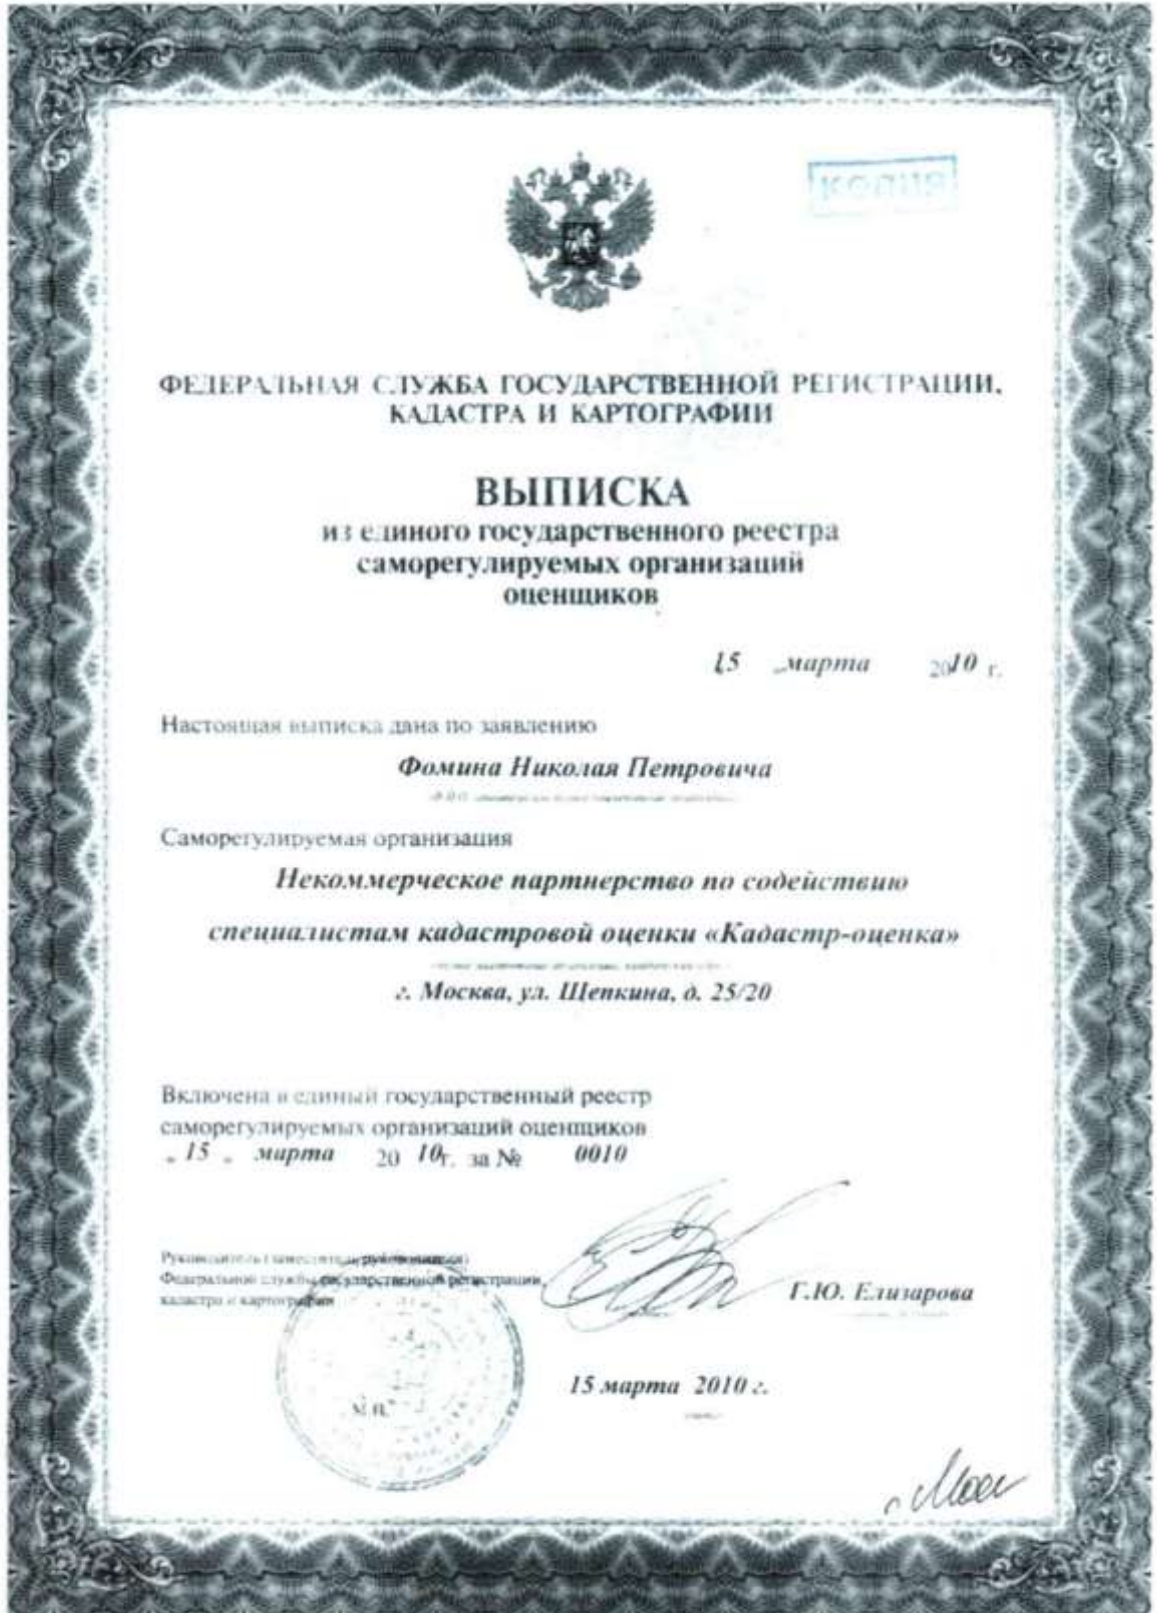 копия
ФЕДЕРАЛЬНАЯ СЛУЖБА ГОСУДАРСТВЕННОЙ РЕГИСТРАЦИИ,
КАДАСТРА И КАРТОГРАФИИ
ВЫПИСКА
из единого государственного реестра
саморегулируемых организаций
оценщиков
15 „ марта 2010 г.
Настоящая выписка дана по заявлению
Фомина Николая Петровича
Саморегулируемая организация
Некоммерческое партнерство по содействию
специалистам кадастровой оценки «Кадастр-оценка»
г. Москва, ул. Щепкина, д. 25/20
Включена в единый государственный реестр
саморегулируемых организаций оценщиков
„ 15 „ марта 20 10г. за № 0010
Руководитель (заместитель руководителя)
Федеральной службы государственной регистрации,
кадастра и картографии
Г.Ю. Елизарова
М.П.
15 марта 2010 г.